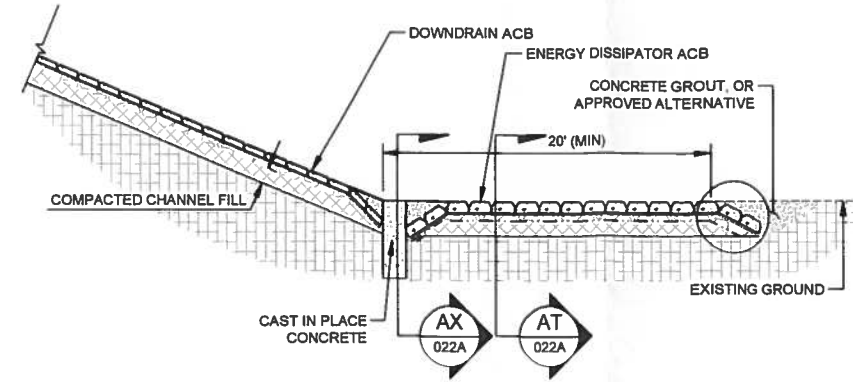 DOWNDRAIN ACB
ENERGY DISSIPATOR ACB
CONCRETE GROUT, OR
APPROVED ALTERNATIVE
20' (MIN)
COMPACTED CHANNEL FILL
EXISTING GROUND
CAST IN PLACE
CONCRETE
AX
022A
AT
022A